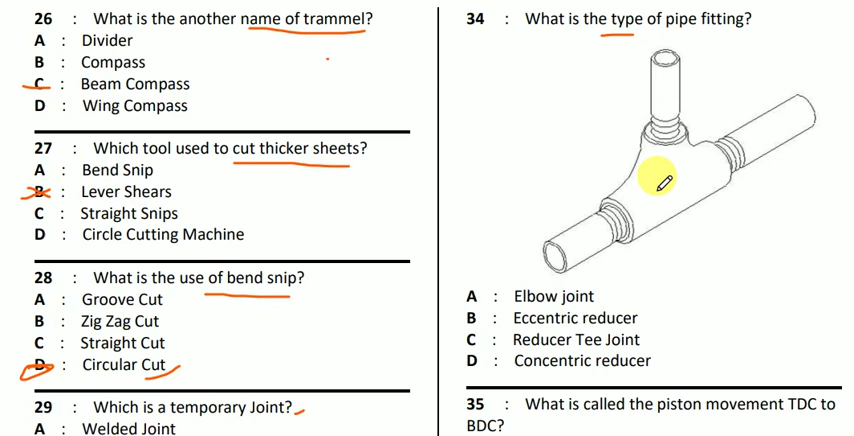 26 : What is the another name of trammel?
A : Divider
B : Compass
C : Beam Compass
D : Wing Compass
27 : Which tool used to cut thicker sheets?
A : Bend Snip
B : Lever Shears
C : Straight Snips
D : Circle Cutting Machine
28 : What is the use of bend snip?
A : Groove Cut
B : Zig Zag Cut
C : Straight Cut
D : Circular Cut
29 : Which is a temporary Joint?
A : Welded Joint
34 : What is the type of pipe fitting?
A : Elbow joint
B : Eccentric reducer
C : Reducer Tee Joint
D : Concentric reducer
35 : What is called the piston movement TDC to
BDC?